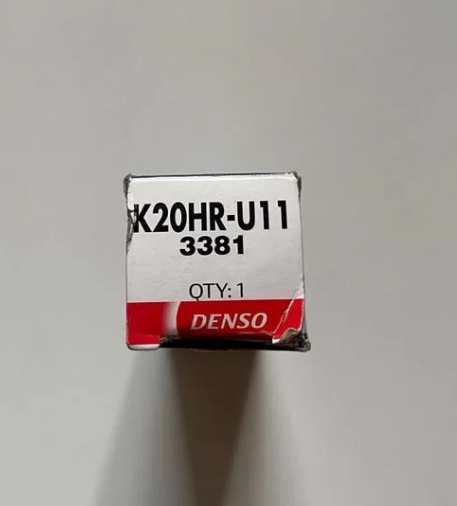 K20HR-U11
3381
QTY: 1
DENSO